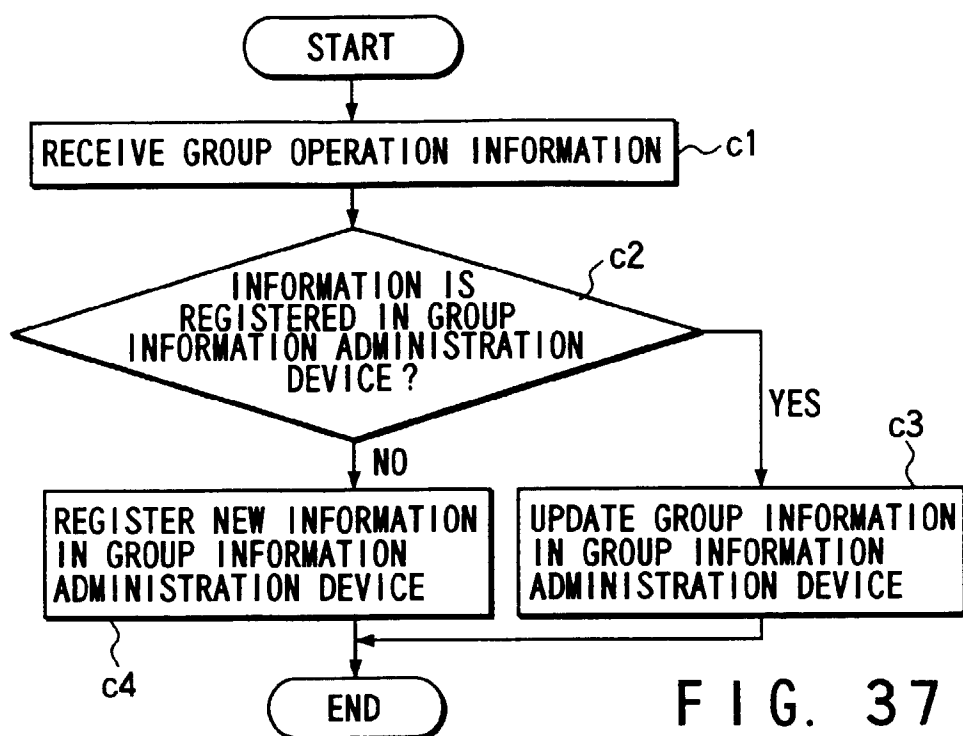 START
RECEIVE GROUP OPERATION INFORMATION
c1
c2
INFORMATION IS
REGISTERED IN GROUP
INFORMATION ADMINISTRATION
DEVICE?
YES
NO
c3
REGISTER NEW INFORMATION
IN GROUP INFORMATION
ADMINISTRATION DEVICE
UPDATE GROUP INFORMATION
IN GROUP INFORMATION
ADMINISTRATION DEVICE
c4
END
FIG. 37